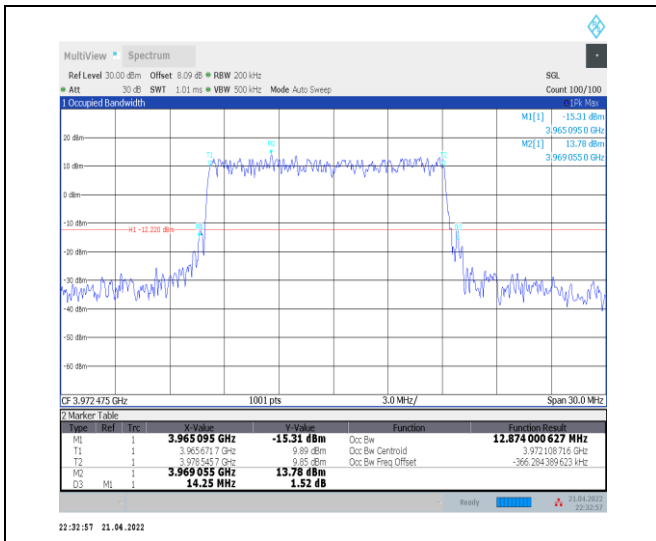 MultiView Spectrum
Ref Level 30.00 dBm Offset 8.09 dB RBW 200 kHz SGL
Att 30 dB SWT 1.01 ms VBW 500 kHz Mode Auto Sweep Count 100/100
1 Occupied Bandwidth 1Pk Max
M1[1] -15.31 dBm
3.965095 0 GHz
M2[1] 13.78 dBm
3.969055 0 GHz
20 dBm
10 dBm
0 dBm
-10 dBm
H1 -12.220 dBm
-20 dBm
-30 dBm
-40 dBm
-50 dBm
-60 dBm
CF 3.972 475 GHz 1001 pts 3.0 MHz/ Span 30.0 MHz
2 Marker Table
Type Ref Trc X-Value Y-Value Function Function Result
M1 1 3.965 095 GHz -15.31 dBm Occ Bw 12.874 000 627 MHz
T1 1 3.965671 7 GHz 9.89 dBm Occ Bw Centroid 3.972 108 716 GHz
T2 1 3.978 545 7 GHz 9.85 dBm Occ Bw Freq Offset -366.284 389 623 kHz
M2 1 3.969 055 GHz 13.78 dBm
D3 M1 1 14.25 MHz 1.52 dB
Ready 21.04.2022
22:32:57
22:32:57 21.04.2022